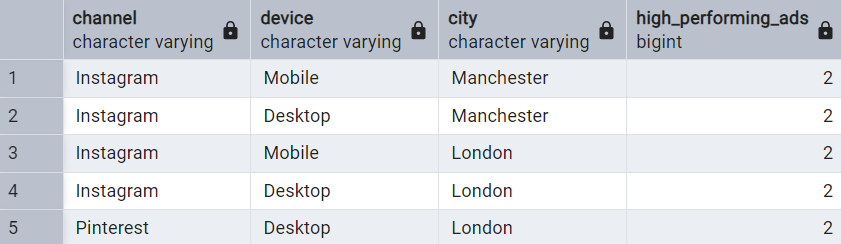 channel device city high_performing_ads
character varying character varying character varying bigint
1 Instagram Mobile Manchester 2
2 Instagram Desktop Manchester 2
3 Instagram Mobile London 2
4 Instagram Desktop London 2
5 Pinterest Desktop London 2